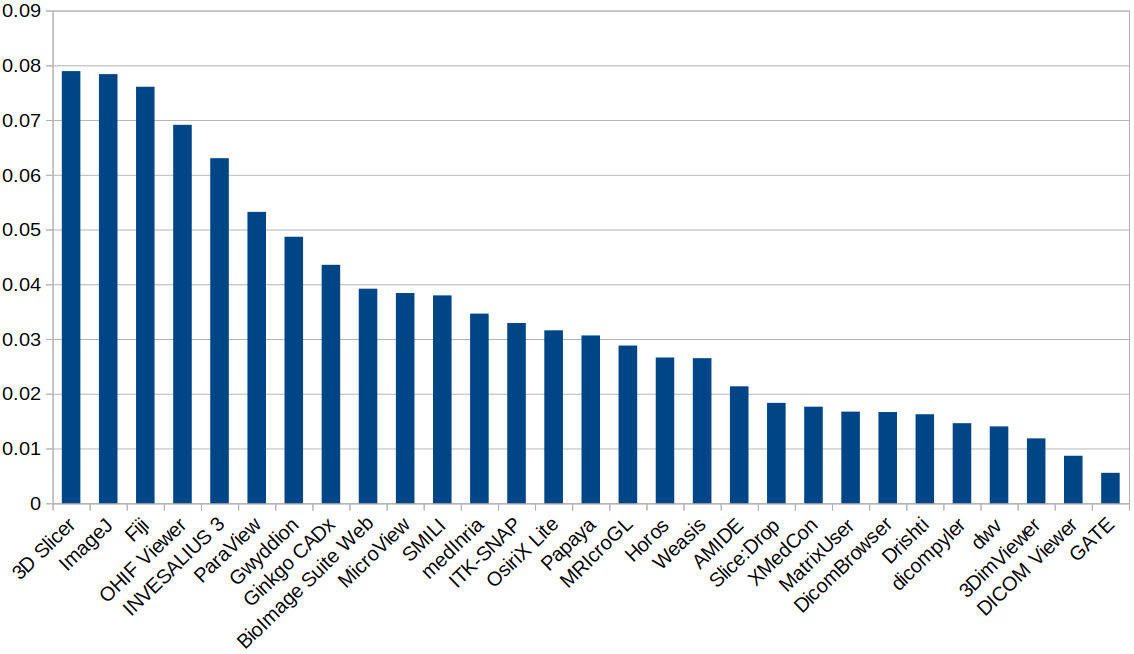 0.09
0.08
0.07
0.06
0.05
0.04
0.03
0.02
0.01
0
3D Slicer
ImageJ
Fiji
OHIF Viewer
INVESALIUS 3
ParaView
Gwyddion
Ginkgo CADx
BioImage Suite Web
MicroView
SMILI
medInria
ITK-SNAP
OsiriX Lite
Papaya
MRIcroGL
Horos
Weasis
AMIDE
Slice:Drop
XMedCon
MatrixUser
DicomBrowser
Drishti
dicompyler
dwv
3DimViewer
DICOM Viewer
GATE